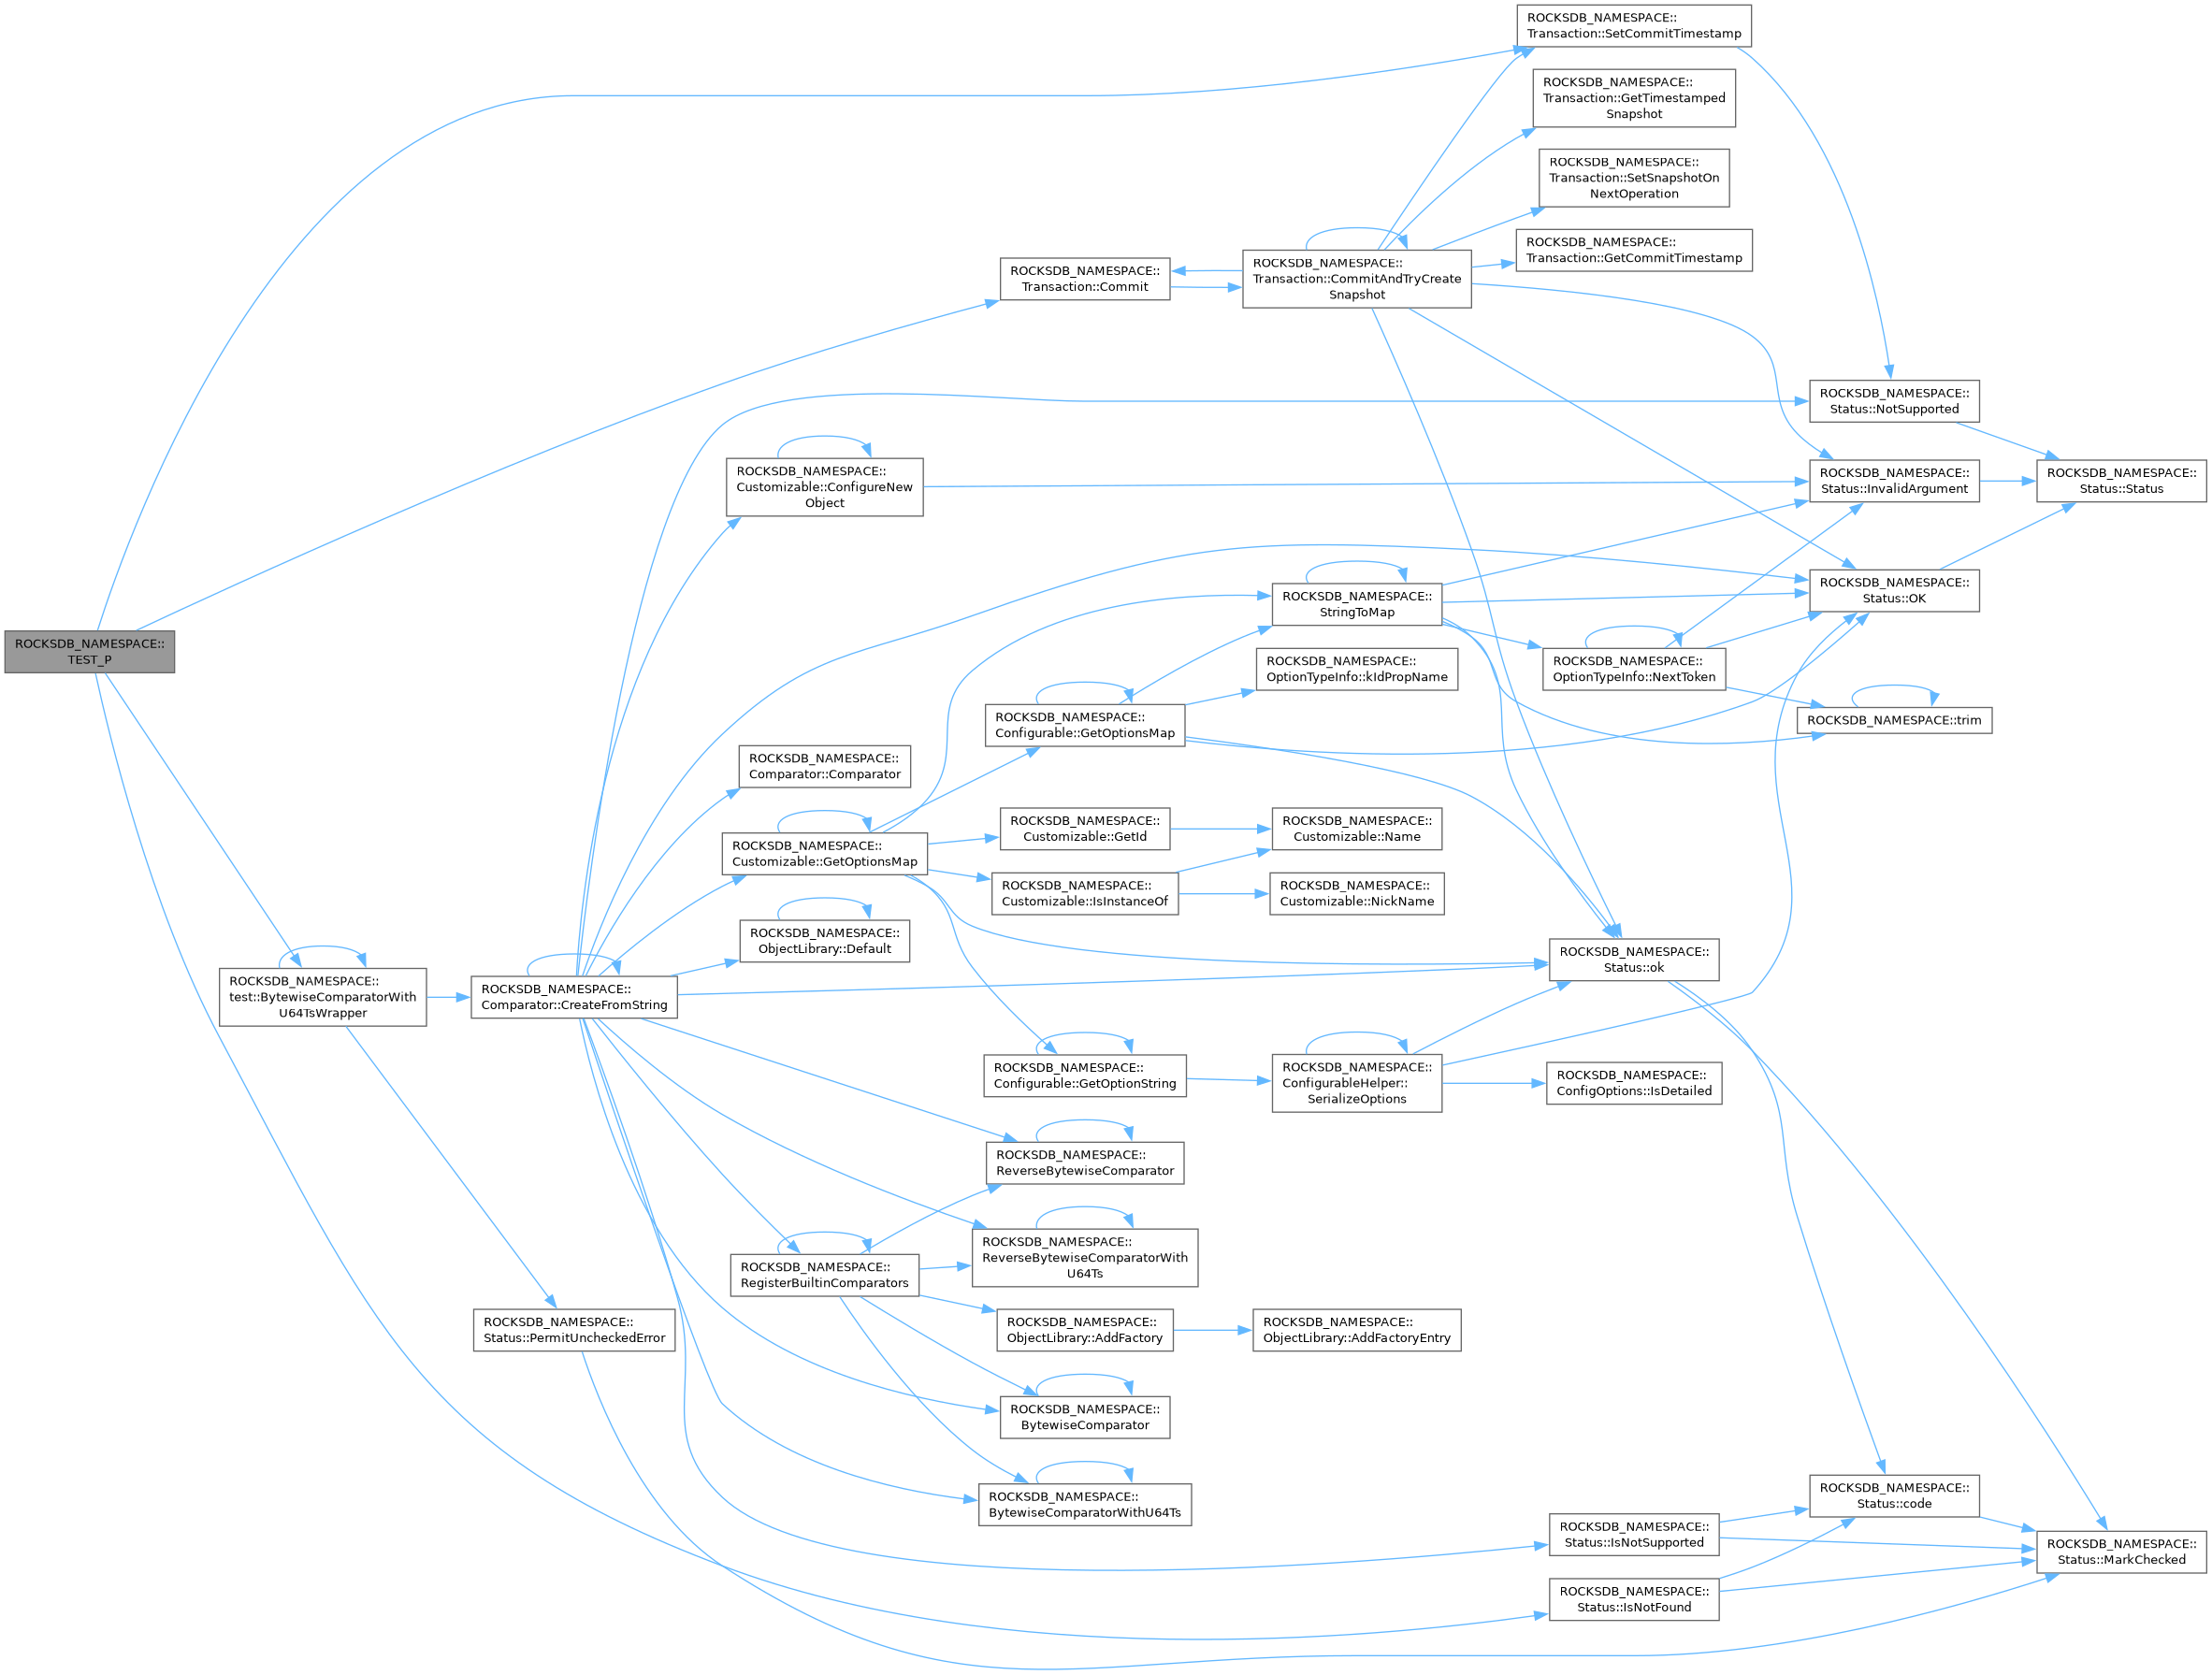 ROCKSDB_NAMESPACE::
TEST_P
ROCKSDB_NAMESPACE::
Transaction::SetCommitTimestamp
ROCKSDB_NAMESPACE::
Transaction::GetTimestamped
Snapshot
ROCKSDB_NAMESPACE::
Transaction::SetSnapshotOn
NextOperation
ROCKSDB_NAMESPACE::
Transaction::GetCommitTimestamp
ROCKSDB_NAMESPACE::
Transaction::Commit
ROCKSDB_NAMESPACE::
Transaction::CommitAndTryCreate
Snapshot
ROCKSDB_NAMESPACE::
Status::NotSupported
ROCKSDB_NAMESPACE::
Customizable::ConfigureNew
Object
ROCKSDB_NAMESPACE::
Status::InvalidArgument
ROCKSDB_NAMESPACE::
Status::Status
ROCKSDB_NAMESPACE::
StringToMap
ROCKSDB_NAMESPACE::
Status::OK
ROCKSDB_NAMESPACE::
OptionTypeInfo::kIdPropName
ROCKSDB_NAMESPACE::
OptionTypeInfo::NextToken
ROCKSDB_NAMESPACE::trim
ROCKSDB_NAMESPACE::
Configurable::GetOptionsMap
ROCKSDB_NAMESPACE::
Comparator::Comparator
ROCKSDB_NAMESPACE::
Customizable::GetOptionsMap
ROCKSDB_NAMESPACE::
Customizable::GetId
ROCKSDB_NAMESPACE::
Customizable::Name
ROCKSDB_NAMESPACE::
Customizable::IsInstanceOf
ROCKSDB_NAMESPACE::
Customizable::NickName
ROCKSDB_NAMESPACE::
ObjectLibrary::Default
ROCKSDB_NAMESPACE::
Status::ok
ROCKSDB_NAMESPACE::
test::BytewiseComparatorWith
U64TsWrapper
ROCKSDB_NAMESPACE::
Comparator::CreateFromString
ROCKSDB_NAMESPACE::
Configurable::GetOptionString
ROCKSDB_NAMESPACE::
ConfigurableHelper::
SerializeOptions
ROCKSDB_NAMESPACE::
ConfigOptions::IsDetailed
ROCKSDB_NAMESPACE::
ReverseBytewiseComparator
ROCKSDB_NAMESPACE::
ReverseBytewiseComparatorWith
U64Ts
ROCKSDB_NAMESPACE::
RegisterBuiltinComparators
ROCKSDB_NAMESPACE::
Status::PermitUncheckedError
ROCKSDB_NAMESPACE::
ObjectLibrary::AddFactory
ROCKSDB_NAMESPACE::
ObjectLibrary::AddFactoryEntry
ROCKSDB_NAMESPACE::
BytewiseComparator
ROCKSDB_NAMESPACE::
BytewiseComparatorWithU64Ts
ROCKSDB_NAMESPACE::
Status::code
ROCKSDB_NAMESPACE::
Status::IsNotSupported
ROCKSDB_NAMESPACE::
Status::MarkChecked
ROCKSDB_NAMESPACE::
Status::IsNotFound